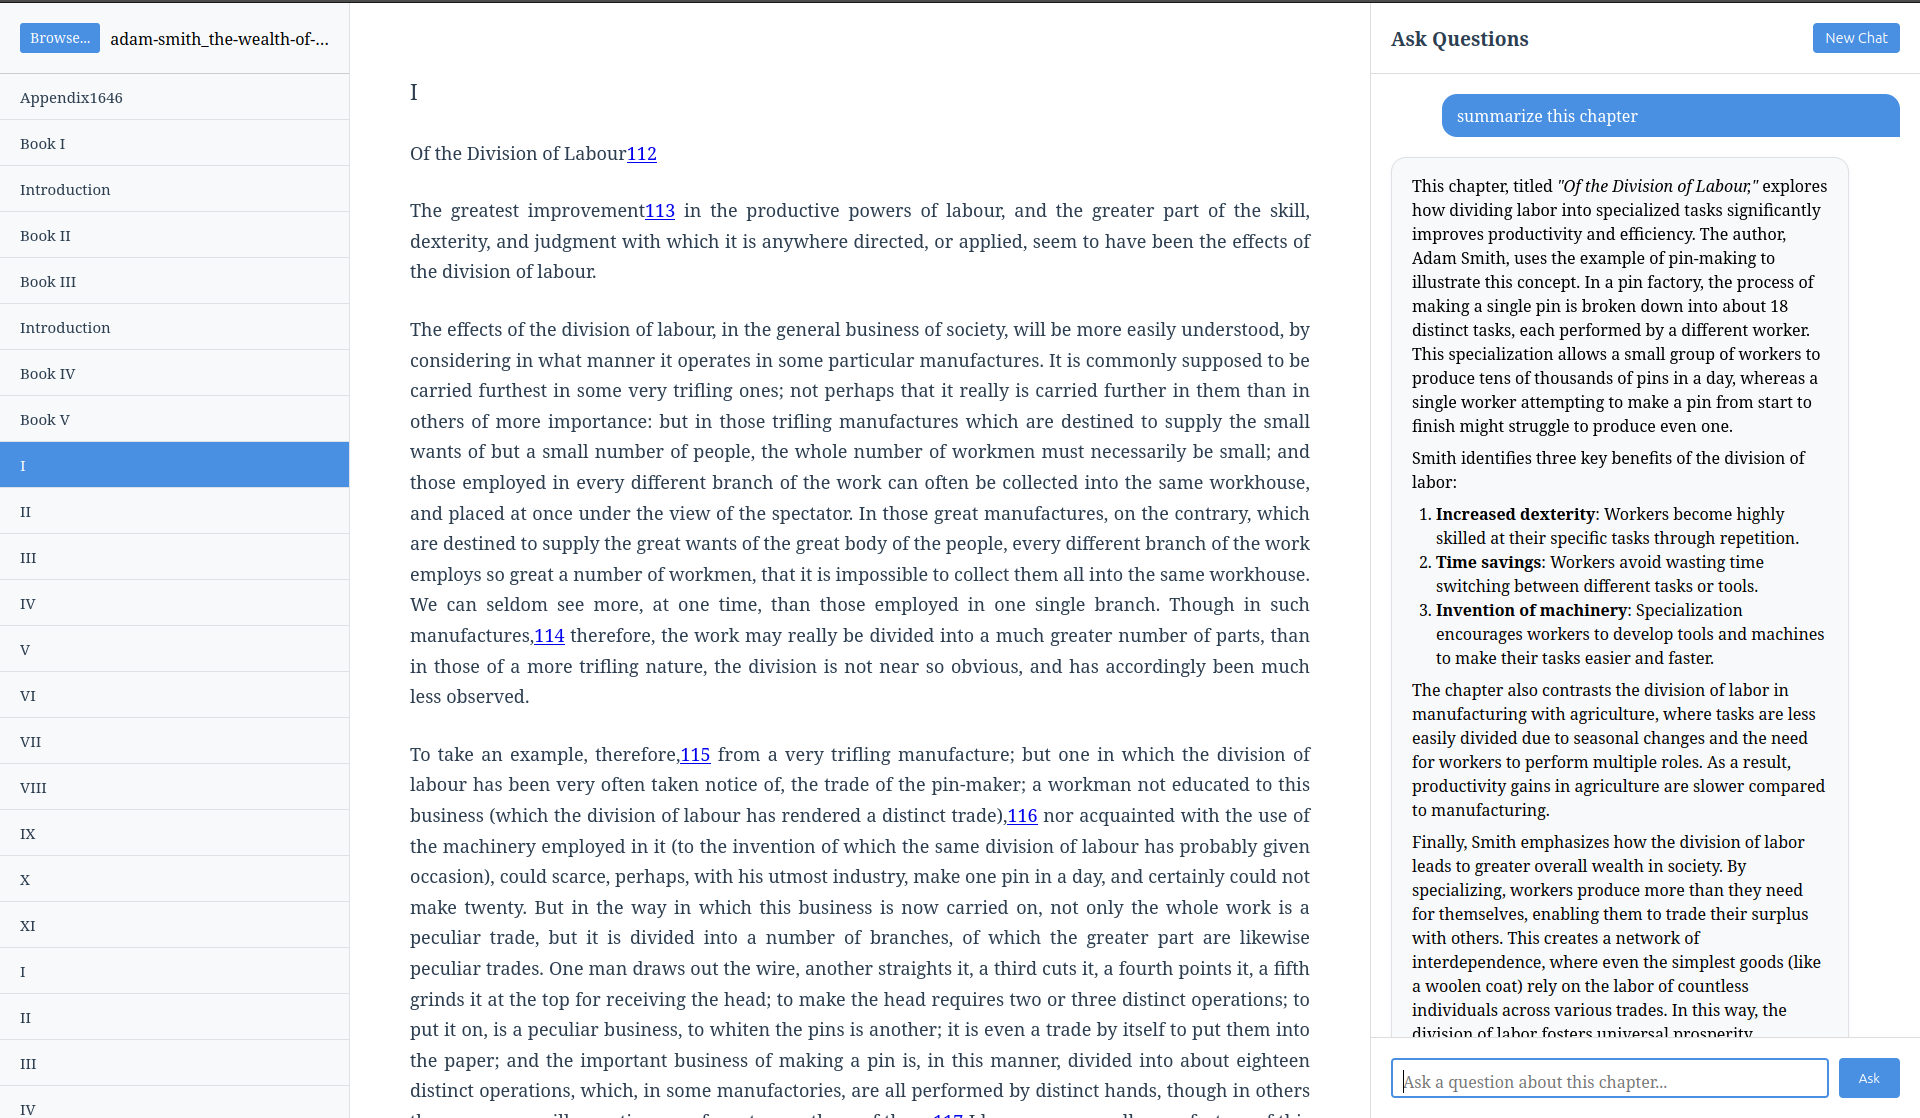 Browse...
adam-smith_the-wealth-of-...
Appendix1646
Book I
Introduction
Book II
Book III
Introduction
Book IV
Book V
I
II
III
IV
V
VI
VII
VIII
IX
X
XI
I
II
III
IV
I
Of the Division of Labour112
The greatest improvement113 in the productive powers of labour, and the greater part of the skill,
dexterity, and judgment with which it is anywhere directed, or applied, seem to have been the effects of
the division of labour.
The effects of the division of labour, in the general business of society, will be more easily understood, by
considering in what manner it operates in some particular manufactures. It is commonly supposed to be
carried furthest in some very trifling ones; not perhaps that it really is carried further in them than in
others of more importance: but in those trifling manufactures which are destined to supply the small
wants of but a small number of people, the whole number of workmen must necessarily be small; and
those employed in every different branch of the work can often be collected into the same workhouse,
and placed at once under the view of the spectator. In those great manufactures, on the contrary, which
are destined to supply the great wants of the great body of the people, every different branch of the work
employs so great a number of workmen, that it is impossible to collect them all into the same workhouse.
We can seldom see more, at one time, than those employed in one single branch. Though in such
manufactures,114 therefore, the work may really be divided into a much greater number of parts, than
in those of a more trifling nature, the division is not near so obvious, and has accordingly been much
less observed.
To take an example, therefore,115 from a very trifling manufacture; but one in which the division of
labour has been very often taken notice of, the trade of the pin-maker; a workman not educated to this
business (which the division of labour has rendered a distinct trade),116 nor acquainted with the use of
the machinery employed in it (to the invention of which the same division of labour has probably given
occasion), could scarce, perhaps, with his utmost industry, make one pin in a day, and certainly could not
make twenty. But in the way in which this business is now carried on, not only the whole work is a
peculiar trade, but it is divided into a number of branches, of which the greater part are likewise
peculiar trades. One man draws out the wire, another straights it, a third cuts it, a fourth points it, a fifth
grinds it at the top for receiving the head; to make the head requires two or three distinct operations; to
put it on, is a peculiar business, to whiten the pins is another; it is even a trade by itself to put them into
the paper; and the important business of making a pin is, in this manner, divided into about eighteen
distinct operations, which, in some manufactories, are all performed by distinct hands, though in others
Ask Questions
New Chat
summarize this chapter
This chapter, titled "Of the Division of Labour," explores
how dividing labor into specialized tasks significantly
improves productivity and efficiency. The author,
Adam Smith, uses the example of pin-making to
illustrate this concept. In a pin factory, the process of
making a single pin is broken down into about 18
distinct tasks, each performed by a different worker.
This specialization allows a small group of workers to
produce tens of thousands of pins in a day, whereas a
single worker attempting to make a pin from start to
finish might struggle to produce even one.
Smith identifies three key benefits of the division of
labor:
1. Increased dexterity: Workers become highly
skilled at their specific tasks through repetition.
2. Time savings: Workers avoid wasting time
switching between different tasks or tools.
3. Invention of machinery: Specialization
encourages workers to develop tools and machines
to make their tasks easier and faster.
The chapter also contrasts the division of labor in
manufacturing with agriculture, where tasks are less
easily divided due to seasonal changes and the need
for workers to perform multiple roles. As a result,
productivity gains in agriculture are slower compared
to manufacturing.
Finally, Smith emphasizes how the division of labor
leads to greater overall wealth in society. By
specializing, workers produce more than they need
for themselves, enabling them to trade their surplus
with others. This creates a network of
interdependence, where even the simplest goods (like
a woolen coat) rely on the labor of countless
individuals across various trades. In this way, the
division of labor fosters universal prosperity
Ask a question about this chapter...
Ask